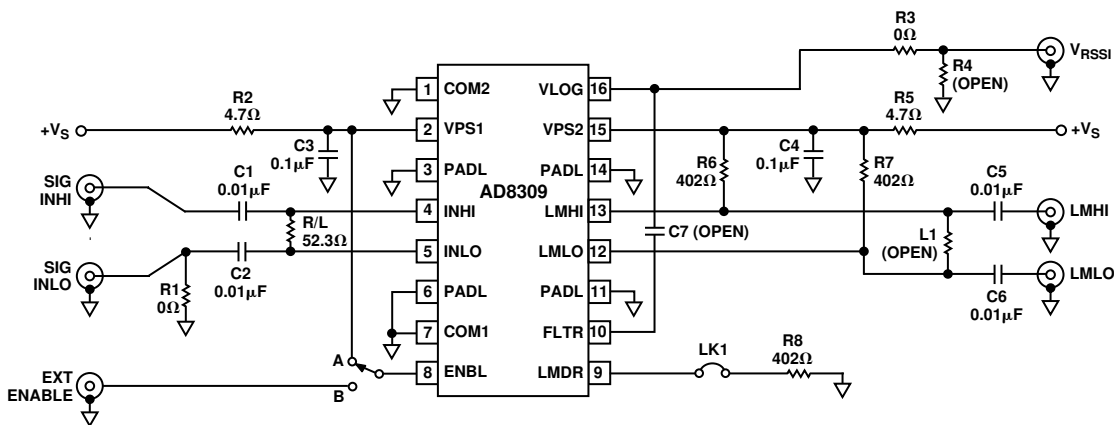 R3
0Ω
VRSSI
R4
(OPEN)
1
COM2
VLOG
16
R2
4.7Ω
R5
4.7Ω
+VS
2
VPS1
VPS2
15
+VS
C3
0.1µF
R6
402Ω
C4
0.1µF
R7
402Ω
3
PADL
PADL
14
SIG
INHI
C1
0.01µF
AD8309
C5
0.01µF
4
INHI
LMHI
13
LMHI
R/L
52.3Ω
C7 (OPEN)
L1
(OPEN)
5
INLO
LMLO
12
SIG
INLO
C2
0.01µF
LMLO
C6
0.01µF
R1
0Ω
6
PADL
PADL
11
7
COM1
FLTR
10
A
LK1
R8
402Ω
8
ENBL
LMDR
9
EXT
ENABLE
B